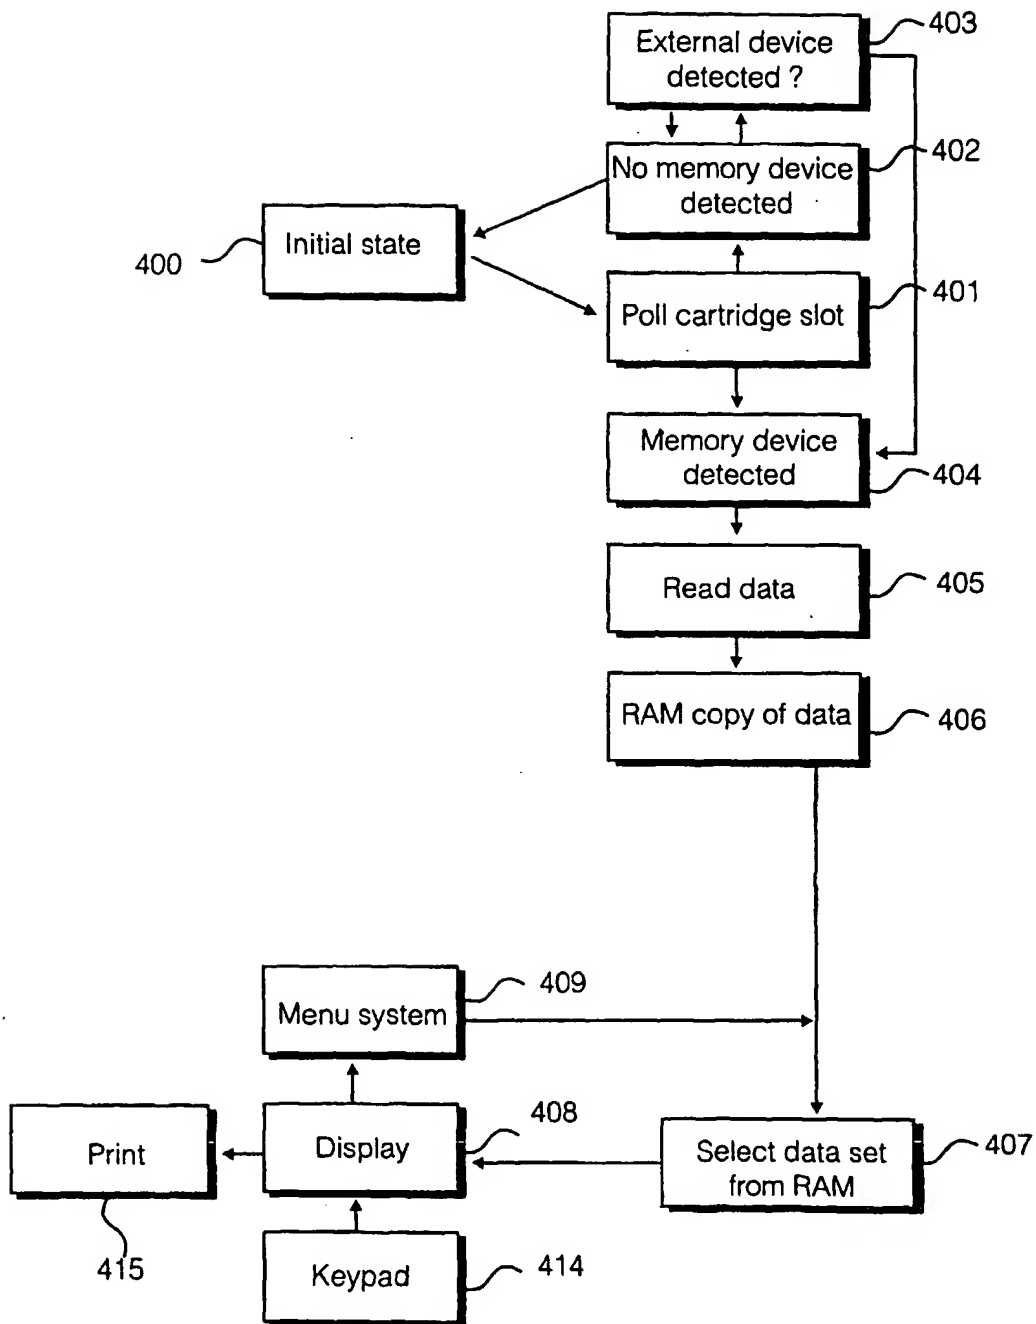 External device
detected ?
403
No memory device
detected
402
Initial state
400
Poll cartridge slot
401
Memory device
detected
404
Read data
405
RAM copy of data
406
409
Menu system
408
Display
Print
415
Select data set
from RAM
407
Keypad
414